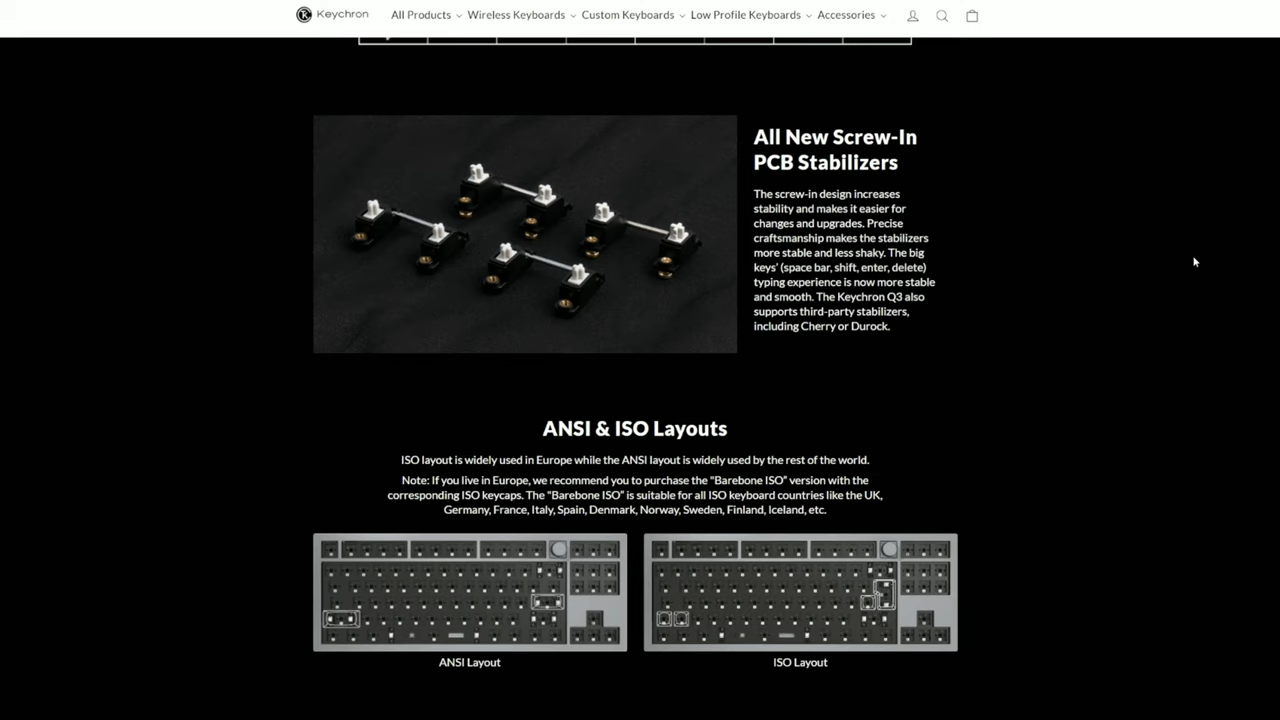 Keychron
All Products
Wireless Keyboards
Custom Keyboards
Low Profile Keyboards
Accessories
All New Screw-In
PCB Stabilizers
The screw-in design increases
stability and makes it easier for
changes and upgrades. Precise
craftsmanship makes the stabilizers
more stable and less shaky. The big
keys' (space bar, shift, enter, delete)
typing experience is now more stable
and smooth. The Keychron Q3 also
supports third-party stabilizers,
including Cherry or Durock.
ANSI & ISO Layouts
ISO layout is widely used in Europe while the ANSI layout is widely used by the rest of the world.
Note: If you live in Europe, we recommend you to purchase the "Barebone ISO" version with the
corresponding ISO keycaps. The "Barebone ISO" is suitable for all ISO keyboard countries like the UK,
Germany, France, Italy, Spain, Denmark, Norway, Sweden, Finland, Iceland, etc.
ANSI Layout
ISO Layout